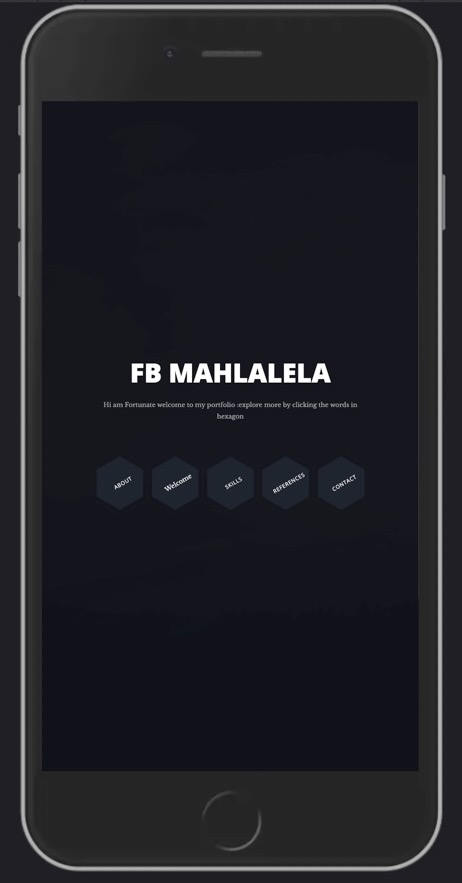 FB MAHLALELA
Hi am Fortunate welcome to my portfolio :explore more by clicking the words in
hexagon
ABOUT
Welcome
SKILLS
REFERENCES
CONTACT